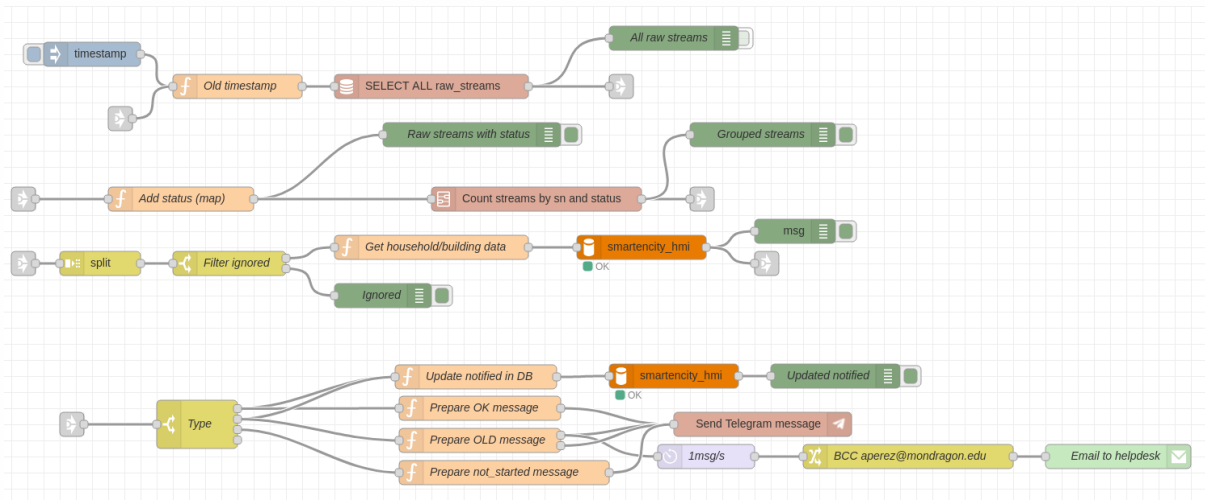 All raw streams
timestamp
Old timestamp
SELECT ALL raw_streams
Raw streams with status
Grouped streams
Add status (map)
Count streams by sn and status
msg
Get household/building data
smartencity_hmi
split
Filter ignored
OK
Ignored
Update notified in DB
smartencity_hmi
Updated notified
OK
Prepare OK message
Type
Send Telegram message
Prepare OLD message
1msg/s
BCC aperez@mondragon.edu
Email to helpdesk
Prepare not_started message